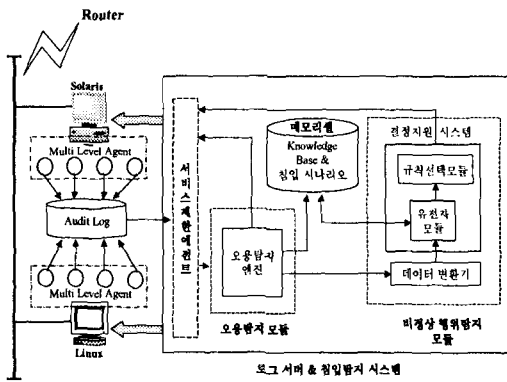 Router
Solaris
Multi Level Agent
Audit Log
Multi Level Agent
Linux
서비스제한에전트
메모리셀
Knowledge
Base &
침입 시나리오
오용탐지
엔진
오용탐지 모듈
결정지원 시스템
규칙선택모듈
유전자
모듈
데이터 변환기
비정상 행위탐지
모듈
로그 서버 & 침입탐지 시스템